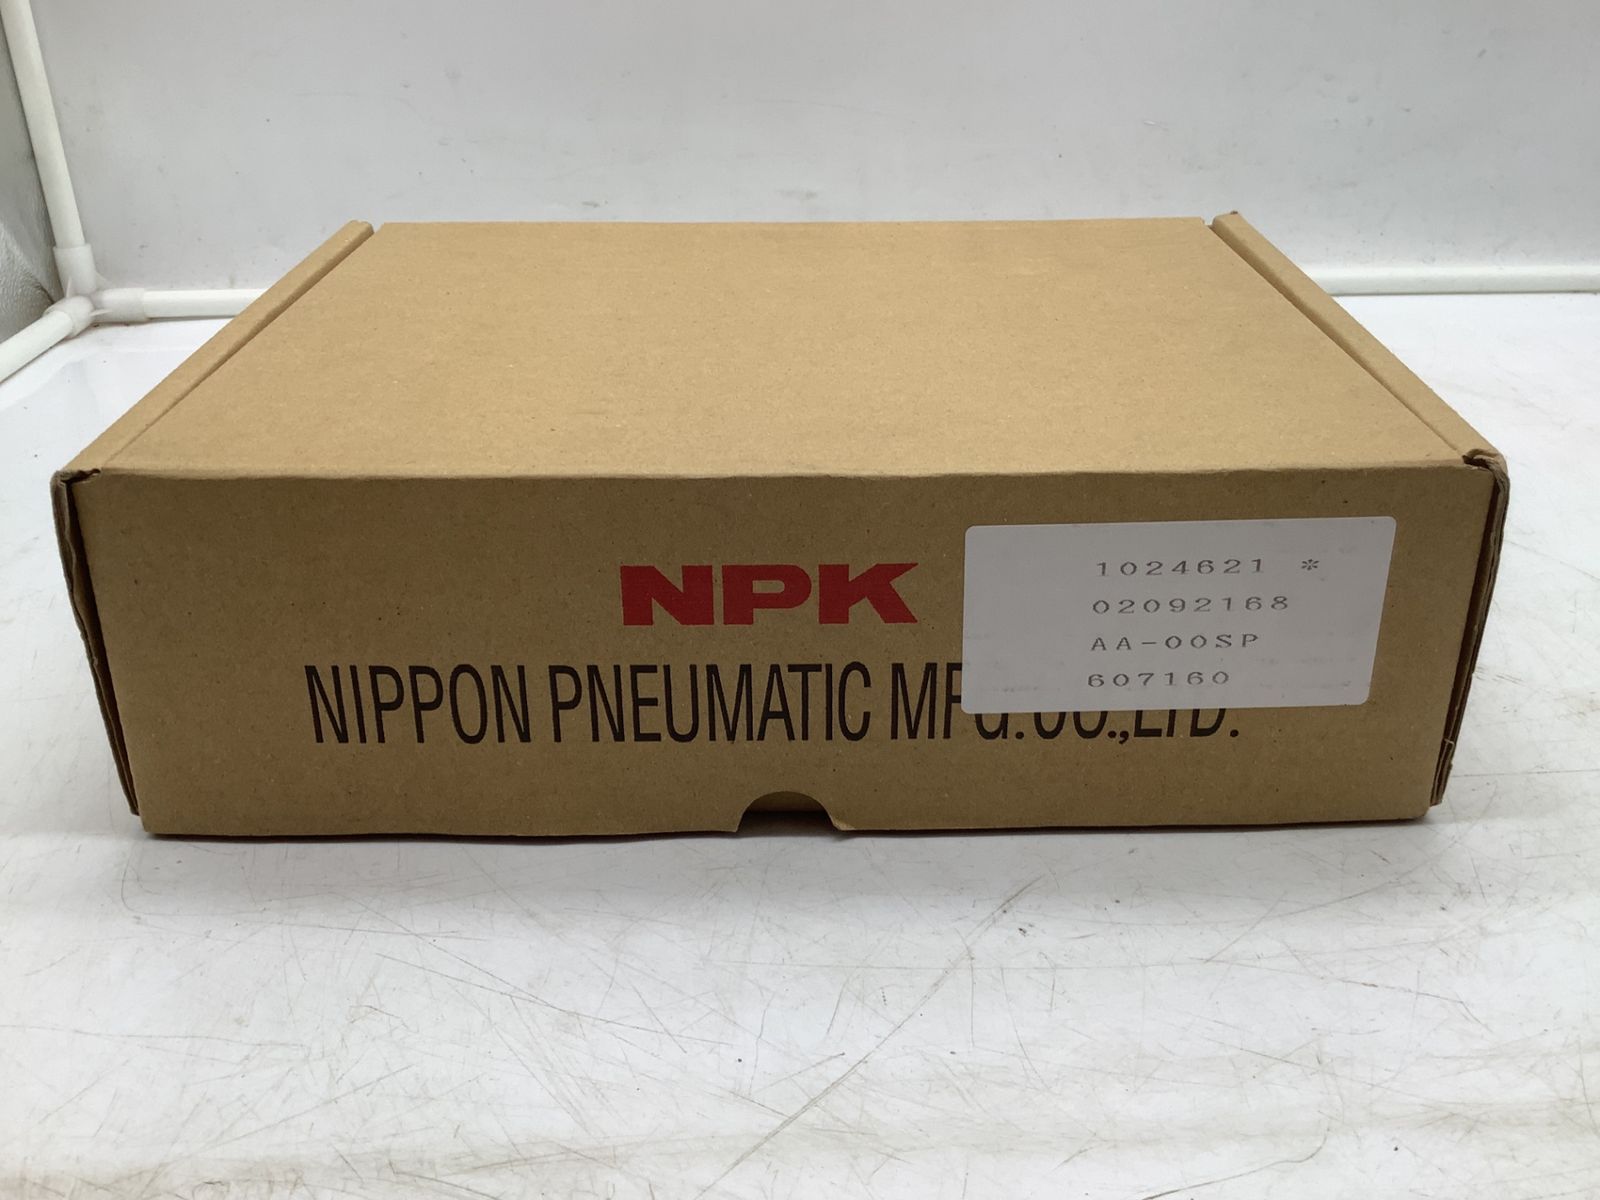 NPK
NIPPON PNEUMATIC MFG.CO.,LTD.
1024621 *
02092168
AA-00SP
607160